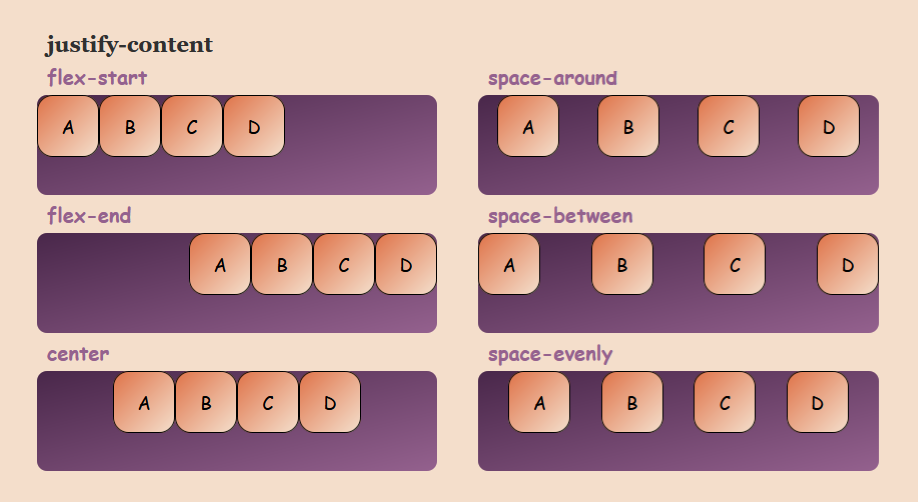 justify-content
flex-start
A B C D
flex-end
A B C D
center
A B C D
space-around
A B C D
space-between
A B C D
space-evenly
A B C D